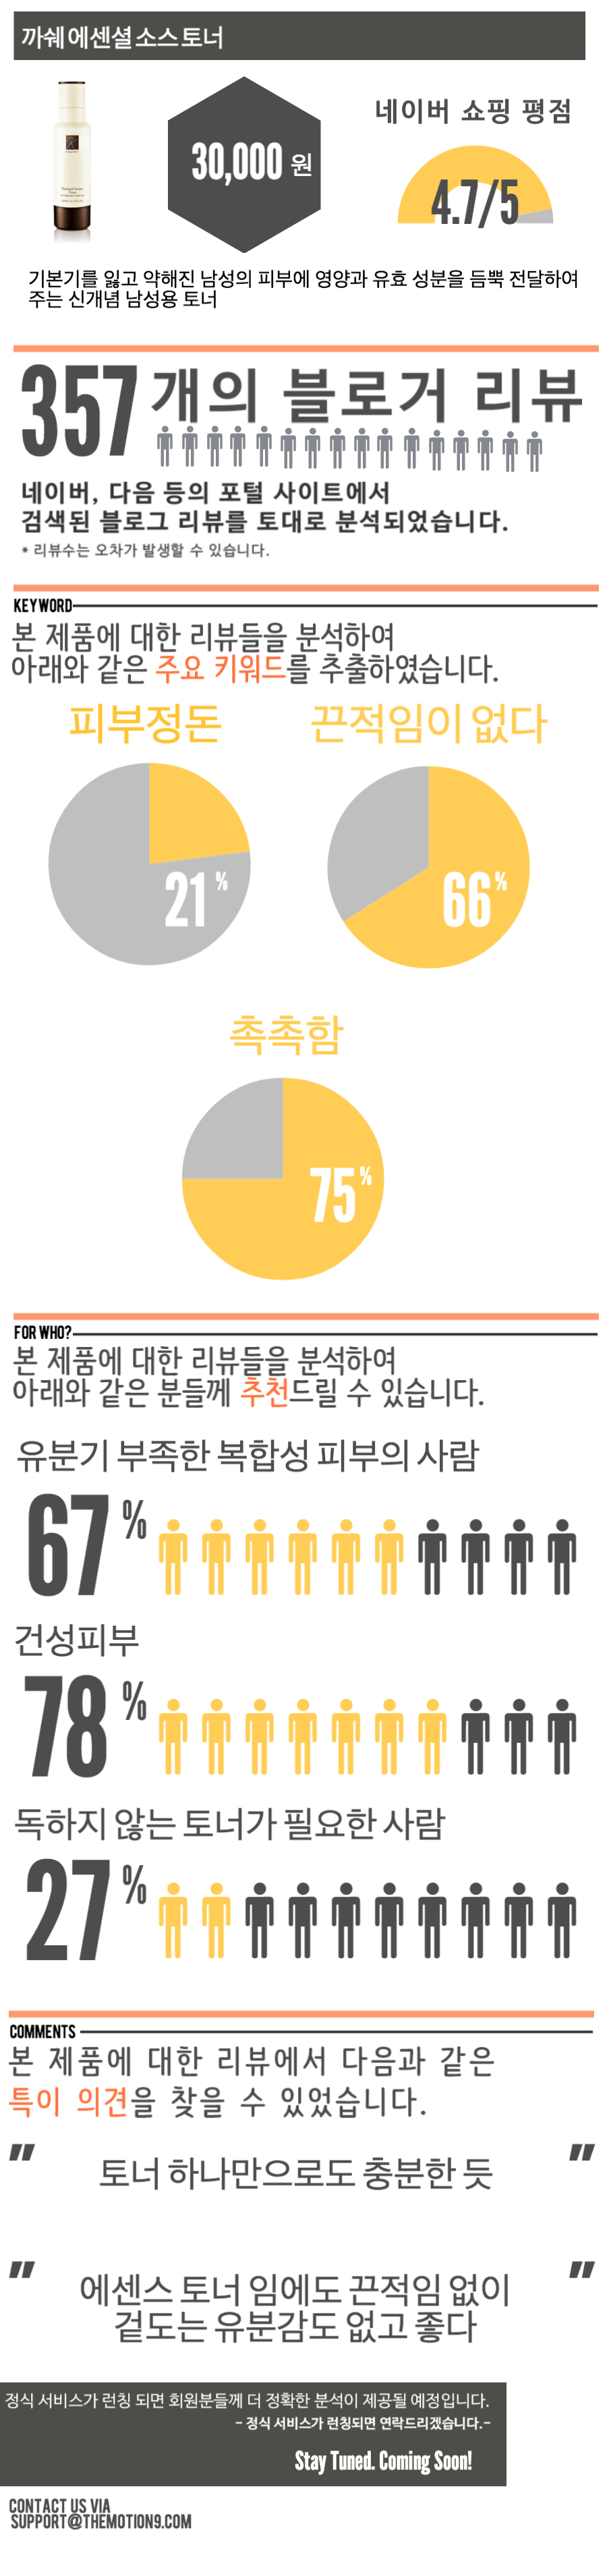 까쉐에센셜소스토너
30,000 원
네이버 쇼핑 평점
4.7/5
기본기를 잃고 약해진 남성의 피부에 영양과 유효 성분을 듬뿍 전달하여
주는 신개념 남성용 토너
357개의 블로거 리뷰
네이버, 다음 등의 포털 사이트에서
검색된 블로그 리뷰를 토대로 분석되었습니다.
* 리뷰수는 오차가 발생할 수 있습니다.
KEYWORD
본 제품에 대한 리뷰들을 분석하여
아래와 같은 주요 키워드를 추출하였습니다.
피부정돈
끈적임이 없다
21%
66%
촉촉함
75%
FOR WHO?
본 제품에 대한 리뷰들을 분석하여
아래와 같은 분들께 추천드릴 수 있습니다.
유분기 부족한 복합성 피부의 사람
67%
건성피부
78%
독하지 않는 토너가 필요한 사람
27%
COMMENTS
본 제품에 대한 리뷰에서 다음과 같은
특이 의견을 찾을 수 있었습니다.
" 토너 하나만으로도 충분한 듯 "
" 에센스 토너 임에도 끈적임 없이 "
겉도는 유분감도 없고 좋다
정식 서비스가 런칭 되면 회원분들께 더 정확한 분석이 제공될 예정입니다.
- 정식 서비스가 런칭되면 연락드리겠습니다.-
Stay Tuned. Coming Soon!
CONTACT US VIA
SUPPORT@THEMOTION9.COM